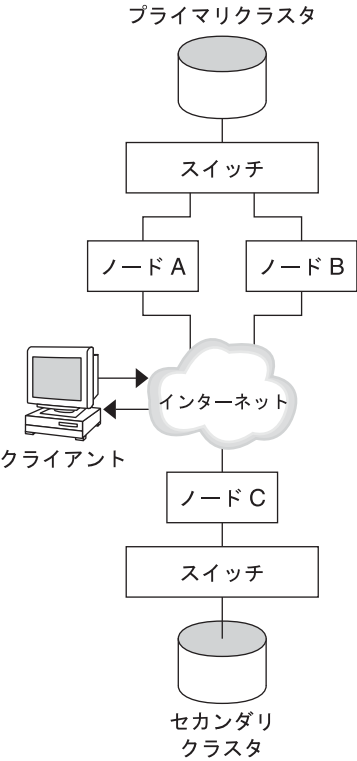 プライマリクラスタ
スイッチ
ノード A
ノード B
インターネット
クライアント
ノード C
スイッチ
セカンダリ
クラスタ